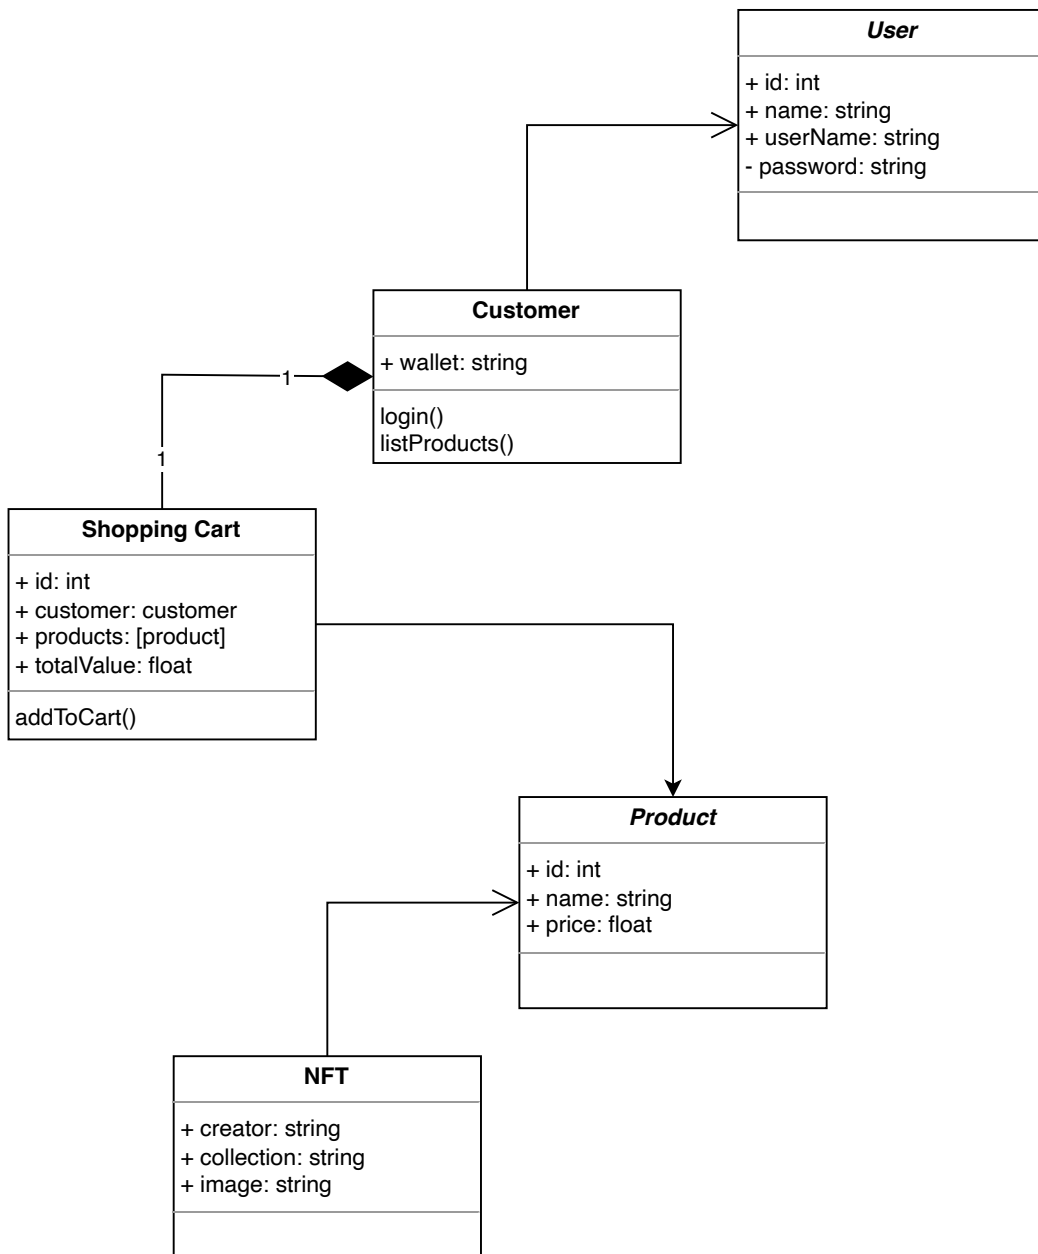 User
+ id: int
+ name: string
+ userName: string
- password: string
Customer
+ wallet: string
login()
listProducts()
1
1
Shopping Cart
+ id: int
+ customer: customer
+ products: [product]
+ totalValue: float
addToCart()
Product
+ id: int
+ name: string
+ price: float
NFT
+ creator: string
+ collection: string
+ image: string